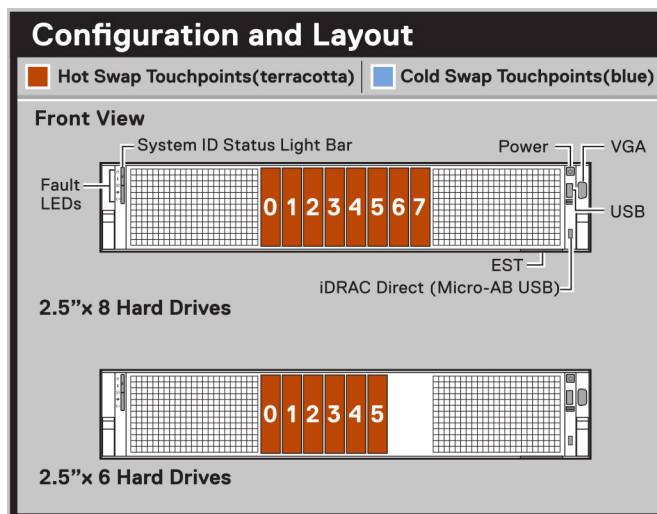 Configuration and Layout
Hot Swap Touchpoints(terracotta)
Cold Swap Touchpoints(blue)
Front View
System ID Status Light Bar
Power
VGA
Fault
LEDs
0 1 2 3 4 5 6 7
USB
EST
iDRAC Direct (Micro-AB USB)
2.5”x 8 Hard Drives
0 1 2 3 4 5
2.5”x 6 Hard Drives